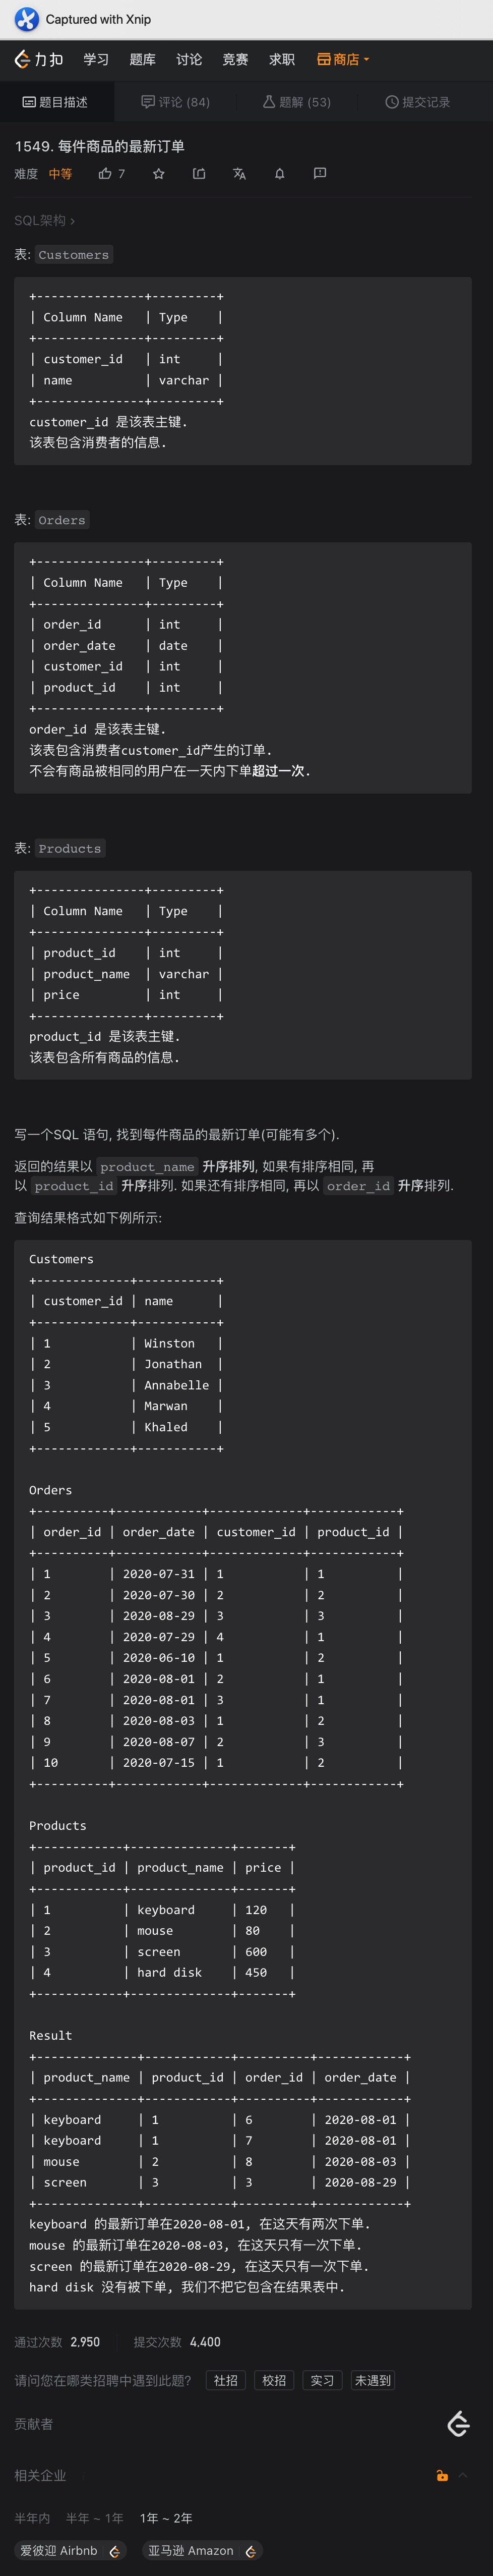 Captured with Xnip
力扣 学习 题库 讨论 竞赛 求职 商店
题目描述 评论 (84) 题解 (53) 提交记录
1549. 每件商品的最新订单
难度 中等 7
SQL架构 >
表: Customers
+---------------+---------+
| Column Name   | Type    |
+---------------+---------+
| customer_id   | int     |
| name          | varchar |
+---------------+---------+
customer_id 是该表主键.
该表包含消费者的信息.
表: Orders
+---------------+---------+
| Column Name   | Type    |
+---------------+---------+
| order_id      | int     |
| order_date    | date    |
| customer_id   | int     |
| product_id    | int     |
+---------------+---------+
order_id 是该表主键.
该表包含消费者customer_id产生的订单.
不会有商品被相同的用户在一天内下单超过一次.
表: Products
+---------------+---------+
| Column Name   | Type    |
+---------------+---------+
| product_id    | int     |
| product_name  | varchar |
| price         | int     |
+---------------+---------+
product_id 是该表主键.
该表包含所有商品的信息.
写一个SQL 语句, 找到每件商品的最新订单(可能有多个).
返回的结果以 product_name 升序排列, 如果有排序相同, 再
以 product_id 升序排列. 如果还有排序相同, 再以 order_id 升序排列.
查询结果格式如下例所示:
Customers
+-------------+-----------+
| customer_id | name      |
+-------------+-----------+
| 1           | Winston   |
| 2           | Jonathan  |
| 3           | Annabelle |
| 4           | Marwan    |
| 5           | Khaled    |
+-------------+-----------+
Orders
+----------+------------+-------------+------------+
| order_id | order_date | customer_id | product_id |
+----------+------------+-------------+------------+
| 1        | 2020-07-31 | 1           | 1          |
| 2        | 2020-07-30 | 2           | 2          |
| 3        | 2020-08-29 | 3           | 3          |
| 4        | 2020-07-29 | 4           | 1          |
| 5        | 2020-06-10 | 1           | 2          |
| 6        | 2020-08-01 | 2           | 1          |
| 7        | 2020-08-01 | 3           | 1          |
| 8        | 2020-08-03 | 1           | 2          |
| 9        | 2020-08-07 | 2           | 3          |
| 10       | 2020-07-15 | 1           | 2          |
+----------+------------+-------------+------------+
Products
+------------+--------------+-------+
| product_id | product_name | price |
+------------+--------------+-------+
| 1          | keyboard     | 120   |
| 2          | mouse        | 80    |
| 3          | screen       | 600   |
| 4          | hard disk    | 450   |
+------------+--------------+-------+
Result
+--------------+------------+----------+------------+
| product_name | product_id | order_id | order_date |
+--------------+------------+----------+------------+
| keyboard     | 1          | 6        | 2020-08-01 |
| keyboard     | 1          | 7        | 2020-08-01 |
| mouse        | 2          | 8        | 2020-08-03 |
| screen       | 3          | 3        | 2020-08-29 |
+--------------+------------+----------+------------+
keyboard 的最新订单在2020-08-01, 在这天有两次下单.
mouse 的最新订单在2020-08-03, 在这天只有一次下单.
screen 的最新订单在2020-08-29, 在这天只有一次下单.
hard disk 没有被下单, 我们不把它包含在结果表中.
通过次数 2,950 提交次数 4,400
请问您在哪类招聘中遇到此题? 社招 校招 实习 未遇到
贡献者
相关企业
半年内 半年 ~ 1年 1年 ~ 2年
爱彼迎 Airbnb 亚马逊 Amazon